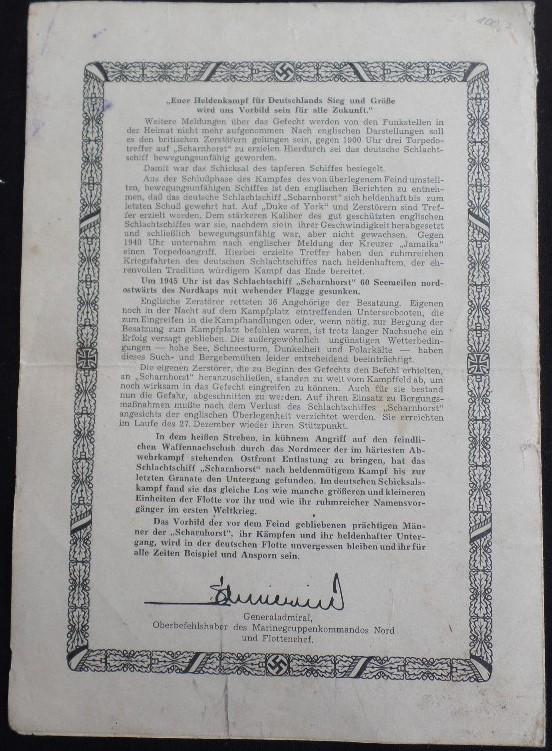 „Euer Heldenkampf für Deutschlands Sieg und Größe
wird uns Vorbild sein für alle Zukunft."
Weitere Meldungen über das Gefecht werden von den Funkstellen in
der Heimat nicht mehr aufgenommen Nach englischen Darstellungen soll
es den britischen Zerstörern gelungen sein, gegen 1900 Uhr drei Torpedo-
treffer auf „Scharnhorst" zu erzielen Hierdurch sei das deutsche Schlacht-
schiff bewegungsunfähig geworden.
Damit war das Schicksal des tapferen Schiffes besiegelt.
Aus der Schlußphase des Kampfes des von überlegenem Feind umstell-
ten, bewegungsunfähigen Schiffes ist den englischen Berichten zu entneh-
men, daß das deutsche Schlachtschiff „Scharnhorst" sich heldenhaft bis zum
letzten Schuß gewehrt hat. Auf „Duke of York" und Zerstörern sind Tref-
fer erzielt worden. Dem stärkeren Kaliber des gut geschützten englischen
Schlachtschiffes war sie, nachdem sie in ihrer Geschwindigkeit herabgesetzt
und schließlich bewegungsunfähig war, aber nicht gewachsen. Gegen
1940 Uhr unternahm nach englischer Meldung der Kreuzer „Jamaika"
einen Torpedoangriff. Hierbei erzielte Treffer haben den ruhmreichen
Kriegsfahrten des deutschen Schlachtschiffes nach heldenhaftem, der eh-
renvollen Tradition würdigem Kampf das Ende bereitet.
Um 1945 Uhr ist das Schlachtschiff „Scharnhorst" 60 Seemeilen nord-
ostwärts des Nordkaps mit wehender Flagge gesunken.
Englische Zerstörer retteten 36 Angehörige der Besatzung. Eigenen
noch in der Nacht auf dem Kampfplatz eintreffenden Unterseebooten, die
zum Eingreifen in die Kampfhandlungen oder, wenn nötig, zur Bergung der
Besatzung zum Kampfplatz befohlen waren, ist trotz langer Nachsuche ein
Erfolg versagt geblieben. Die außergewöhnlich ungünstigen Wetterbedin-
gungen — hohe See, Schneesturm, Dunkelheit und Polarkälte — haben
dieses Such- und Bergebemühen leider entscheidend beeinträchtigt.
Die eigenen Zerstörer, die zu Beginn des Gefechts den Befehl erhielten,
an „Scharnhorst" heranzuschließen, standen zu weit vom Kampffeld ab, um
noch wirksam in das Gefecht eingreifen zu können. Auch für sie bestand
nun die Gefahr, abgeschnitten zu werden. Auf ihren Einsatz zu Bergungs-
maßnahmen mußte nach dem Verlust des Schlachtschiffes „Scharnhorst"
angesichts der englischen Überlegenheit verzichtet werden. Sie erreichten
im Laufe des 27. Dezember wieder ihren Stützpunkt.
In dem heißen Streben, in kühnem Angriff auf den feindli-
chen Waffennachschub durch das Nordmeer der im härtesten Ab-
wehrkampf stehenden Ostfront Entlastung zu bringen, hat das
Schlachtschiff „Scharnhorst" nach heldenmütigem Kampf bis zur
letzten Granate den Untergang gefunden. Im deutschen Schicksals-
kampf fand sie das gleiche Los wie manche größeren und kleineren
Einheiten der Flotte vor ihr und wie ihr ruhmreicher Namensvor-
gänger im ersten Weltkrieg.
Das Vorbild der vor dem Feind gebliebenen prächtigen Män-
ner der „Scharnhorst", ihr Kämpfen und ihr heldenhafter Unter-
gang, wird in der deutschen Flotte unvergessen bleiben und ihr für
alle Zeiten Beispiel und Ansporn sein.
Generaladmiral,
Oberbefehlshaber des Marinegruppenkommandos Nord
und Flottenchef.